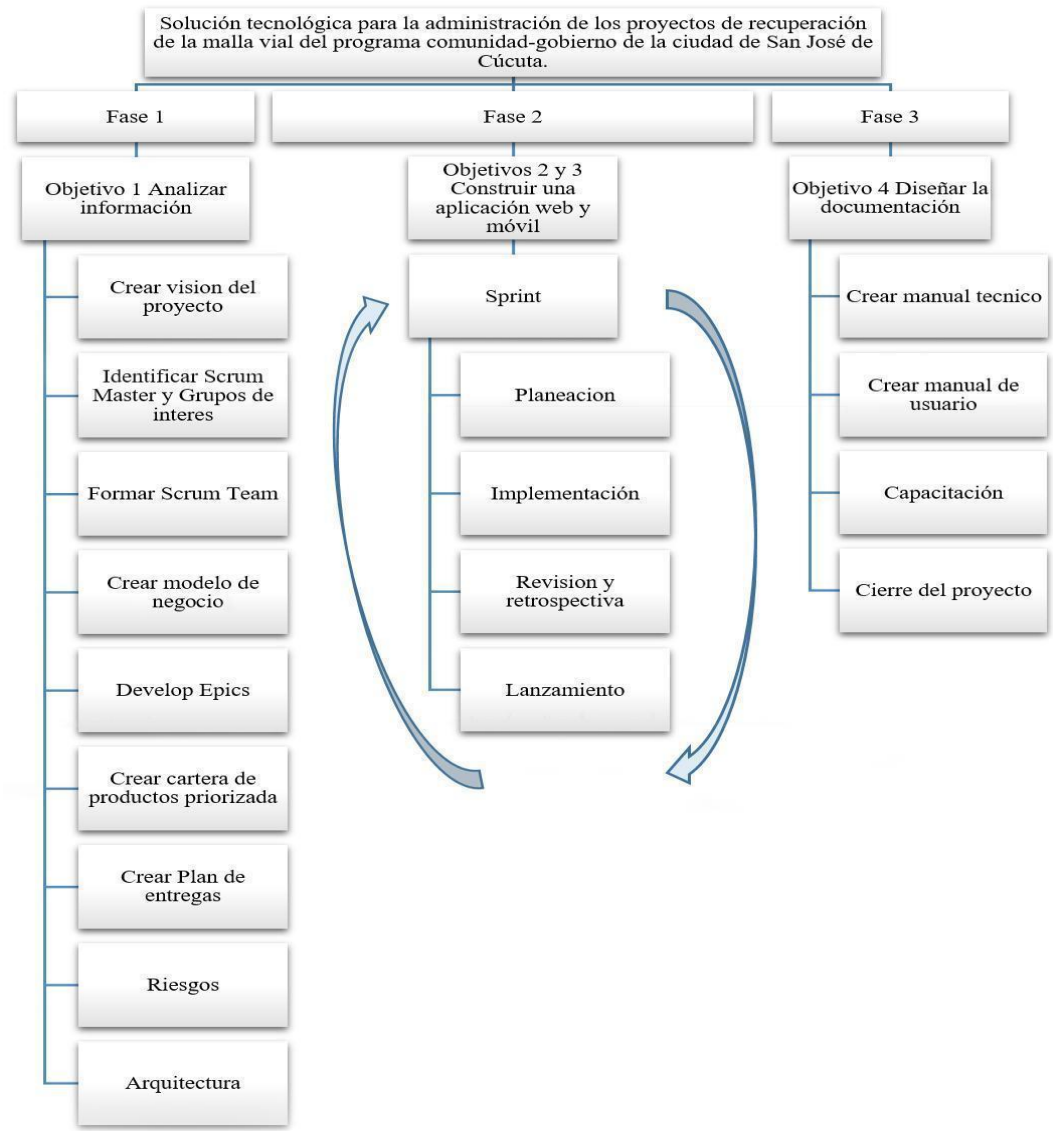 Solución tecnológica para la administración de los proyectos de recuperación
de la malla vial del programa comunidad-gobierno de la ciudad de San José de
Cúcuta.
Fase 1
Fase 2
Fase 3
Objetivo 1 Analizar
información
Crear vision del
proyecto
Identificar Scrum
Master y Grupos de
interes
Formar Scrum Team
Crear modelo de
negocio
Develop Epics
Crear cartera de
productos priorizada
Crear Plan de
entregas
Riesgos
Arquitectura
Objetivos 2 y 3
Construir una
aplicación web y
móvil
Sprint
Planeacion
Implementación
Revision y
retrospectiva
Lanzamiento
Objetivo 4 Diseñar la
documentación
Crear manual tecnico
Crear manual de
usuario
Capacitación
Cierre del proyecto